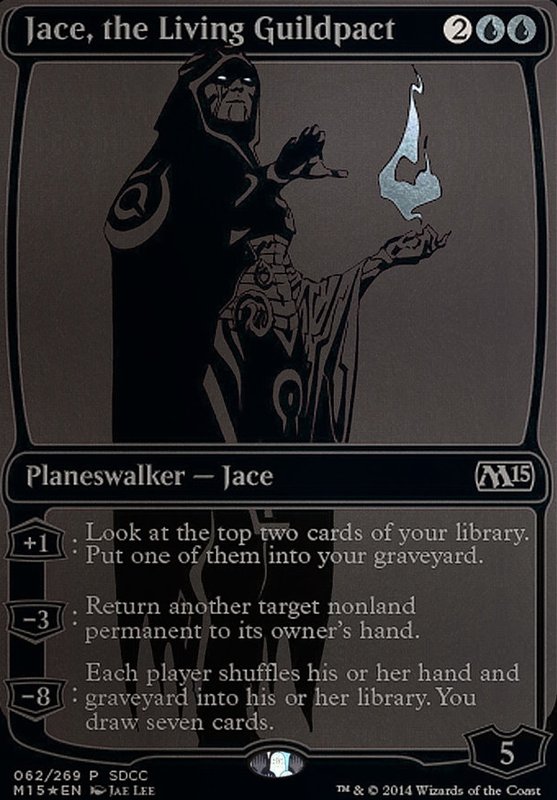 Jace, the Living Guildpact 2
Planeswalker — Jace M15
+1 : Look at the top two cards of your library.
Put one of them into your graveyard.
−3 : Return another target nonland
permanent to its owner's hand.
Each player shuffles his or her hand and
−8 : graveyard into his or her library. You
draw seven cards.
5
062/269 P SDCC
M15★EN Jae Lee ™ & © 2014 Wizards of the Coast